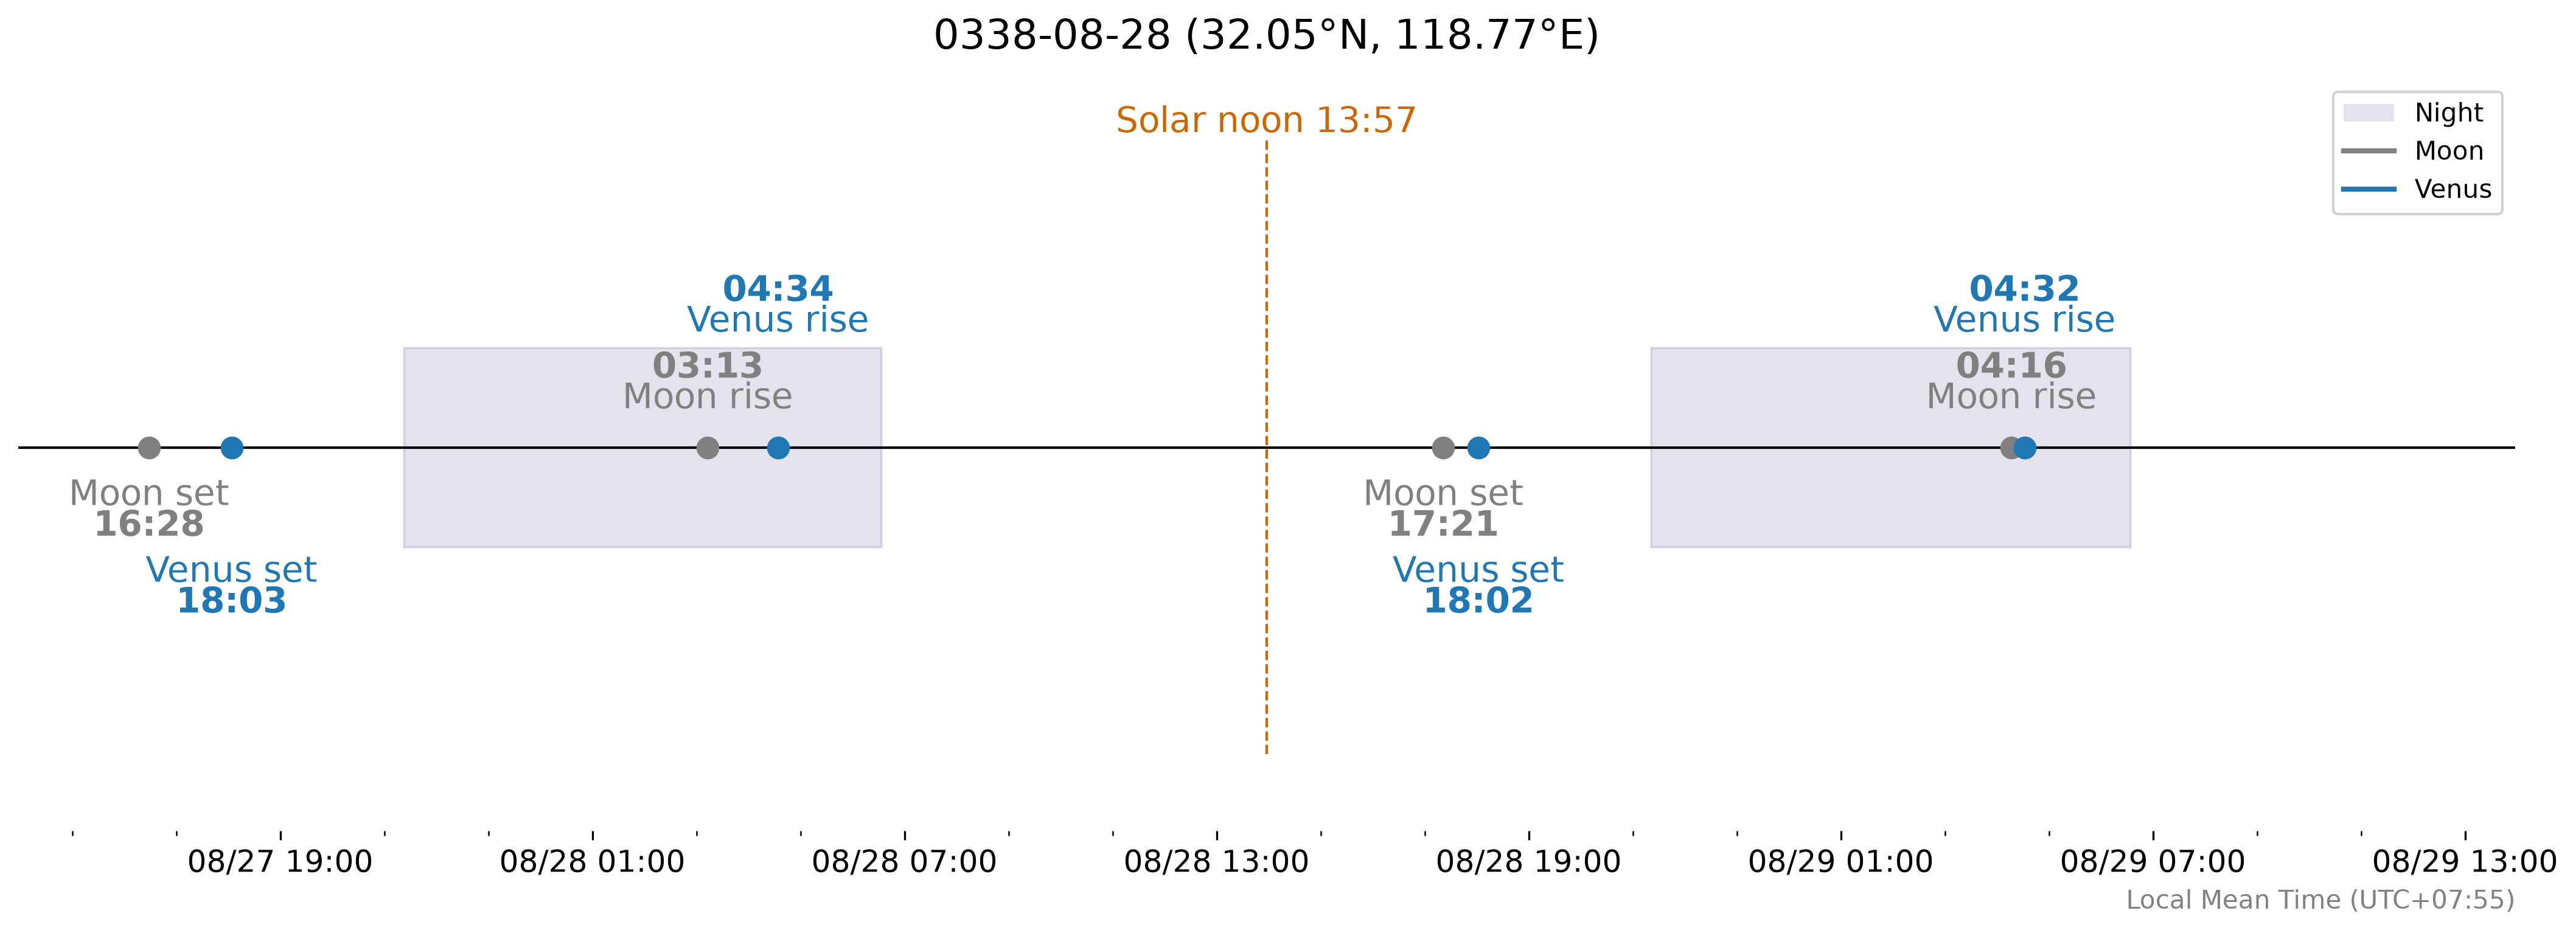 0338-08-28 (32.05°N, 118.77°E)
Solar noon 13:57
Night
Moon
Venus
04:34
Venus rise
03:13
Moon rise
04:32
Venus rise
04:16
Moon rise
Moon set
16:28
Venus set
18:03
Moon set
17:21
Venus set
18:02
08/27 19:00
08/28 01:00
08/28 07:00
08/28 13:00
08/28 19:00
08/29 01:00
08/29 07:00
08/29 13:00
Local Mean Time (UTC+07:55)